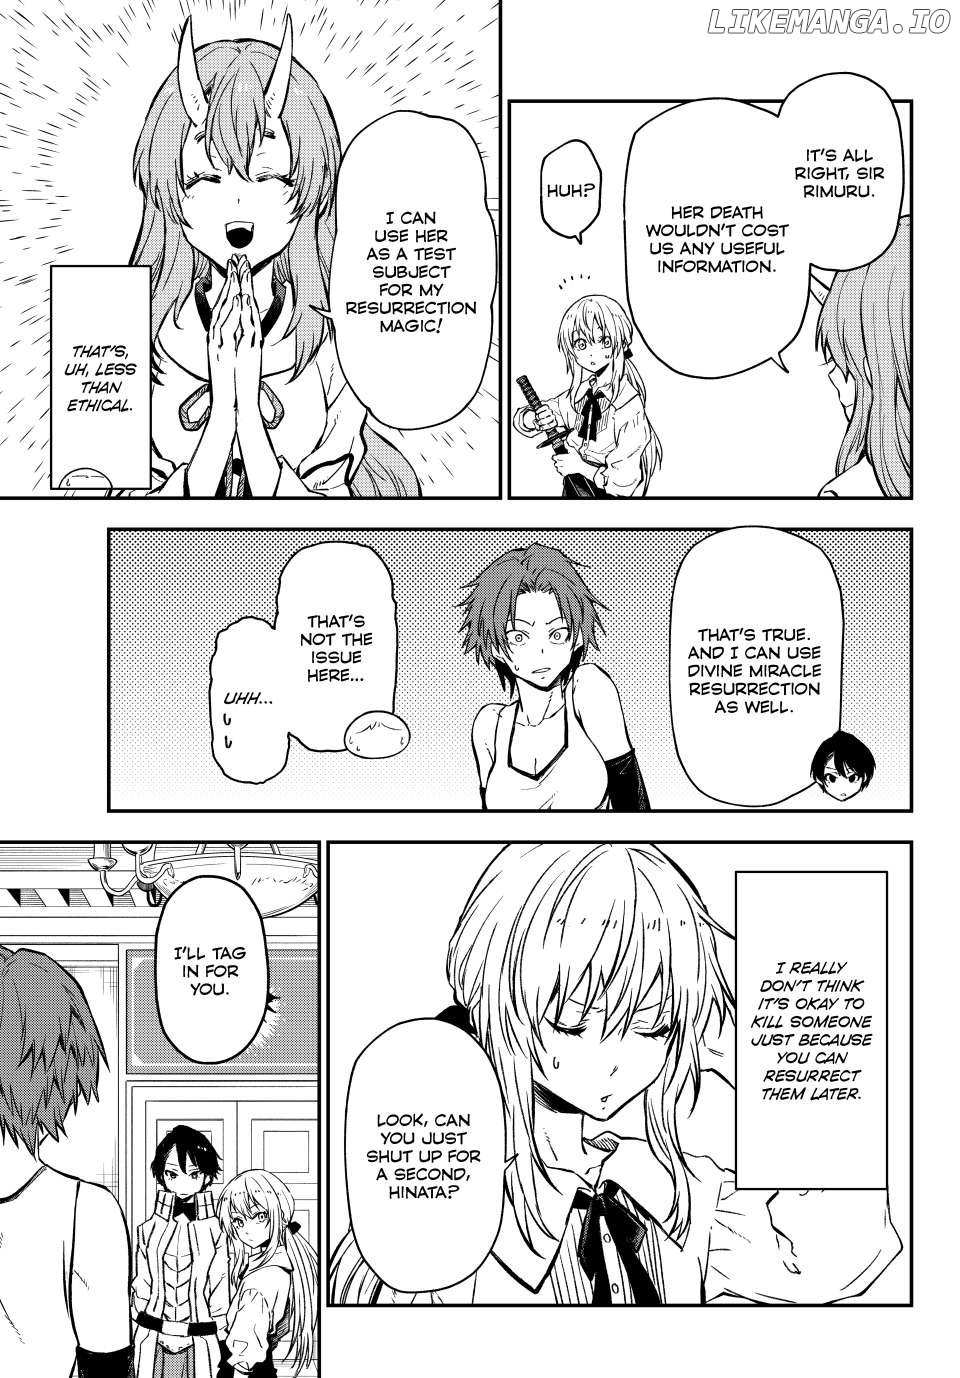 LIKEMANGA.IO
IT'S ALL
RIGHT, SIR
RIMURU.
HER DEATH
WOULDN'T COST
US ANY USEFUL
INFORMATION.
HUH?
I CAN
USE HER
AS A TEST
SUBJECT
FOR MY
RESURRECTION
MAGIC!
THAT'S,
UH, LESS
THAN
ETHICAL.
THAT'S TRUE.
AND I CAN USE
DIVINE MIRACLE
RESURRECTION
AS WELL.
THAT'S
NOT THE
ISSUE
HERE...
UHH...
I REALLY
DON'T THINK
IT'S OKAY TO
KILL SOMEONE
JUST BECAUSE
YOU CAN
RESURRECT
THEM LATER.
LOOK, CAN
YOU JUST
SHUT UP FOR
A SECOND,
HINATA?
I'LL TAG
IN FOR
YOU.